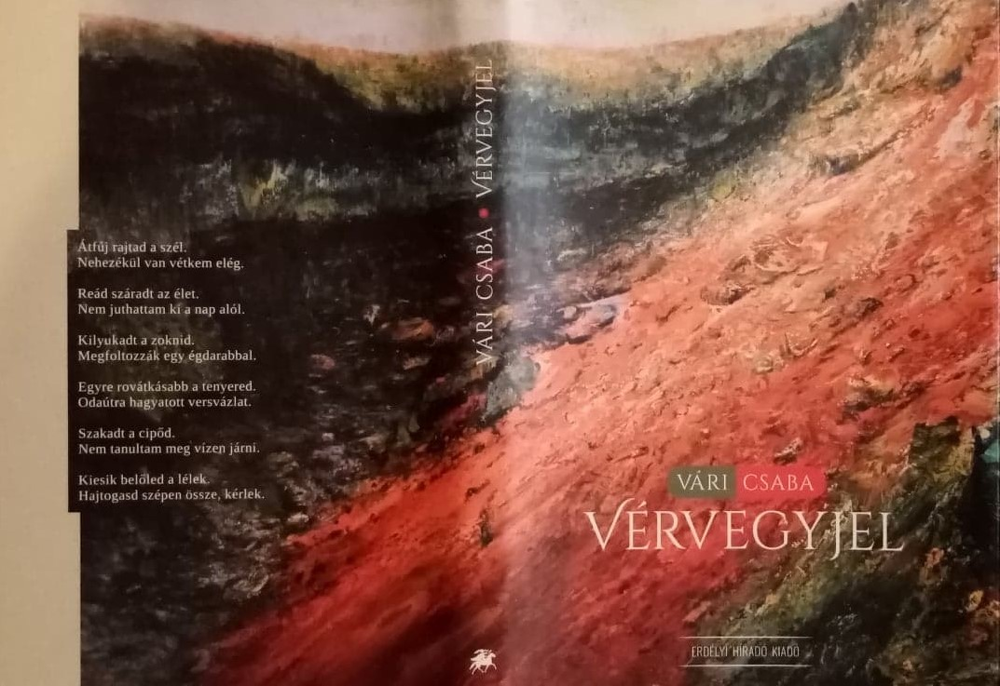 Átfúj rajtad a szél.
Nehezékül van vétkem elég.
Reád száradt az élet.
Nem juthattam ki a nap alól.
Kilyukadt a zoknid.
Megfoltozzák egy égdarabbal.
Egyre rovátkásabb a tenyered.
Odaútra hagyatott versvázlat.
Szakadt a cipőd.
Nem tanultam meg vízen járni.
Kiesik belőled a lélek.
Hajtogasd szépen össze, kérlek.
VÁRI CSABA • VÉRVEGYJEL
VÁRI CSABA
VÉRVEGYJEL
ERDÉLYI HÍRADÓ KIADÓ